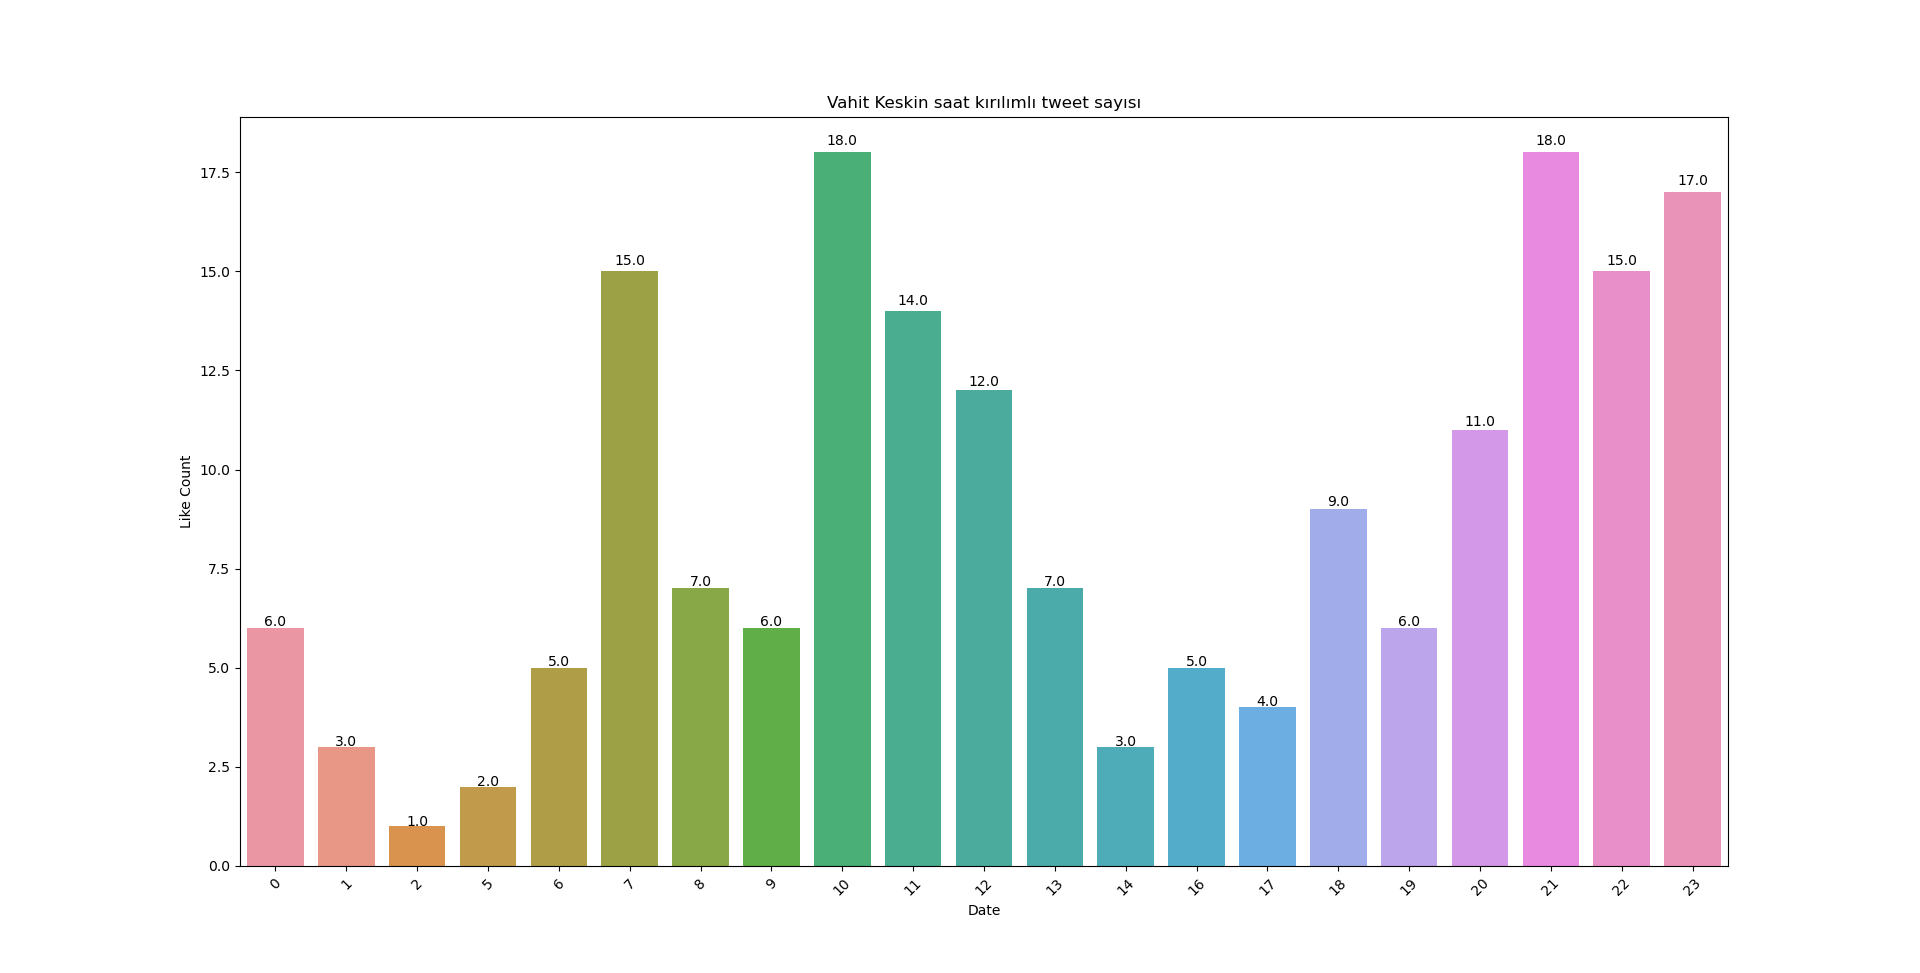 Vahit Keskin saat kırılımlı tweet sayısı
18.0 18.0
17.5 17.0
15.0 15.0 15.0
14.0
12.5 12.0
11.0
10.0
Like Count
9.0
7.5 7.0 7.0
6.0 6.0 6.0
5.0 5.0 5.0
4.0
3.0 3.0
2.5 2.0
1.0
0.0
0 1 2 5 6 7 8 9 10 11 12 13 14 16 17 18 19 20 21 22 23
Date